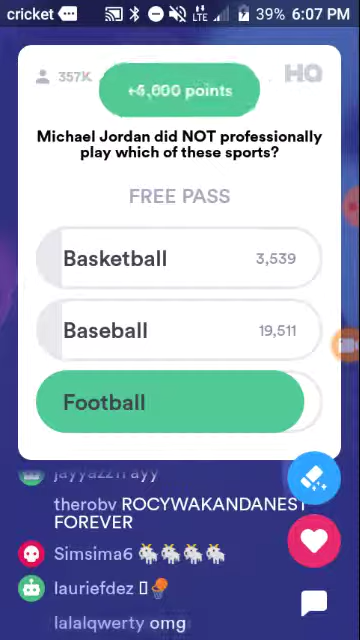 cricket LTE 39% 6:07 PM
357K +6,000 points HQ
Michael Jordan did NOT professionally
play which of these sports?
FREE PASS
Basketball 3,539
Baseball 19,511
Football
therobv ROCYWAKANDANEST
FOREVER
Simsima6 🐐🐐🐐🐐
lauriefdez
lalalqwerty omg